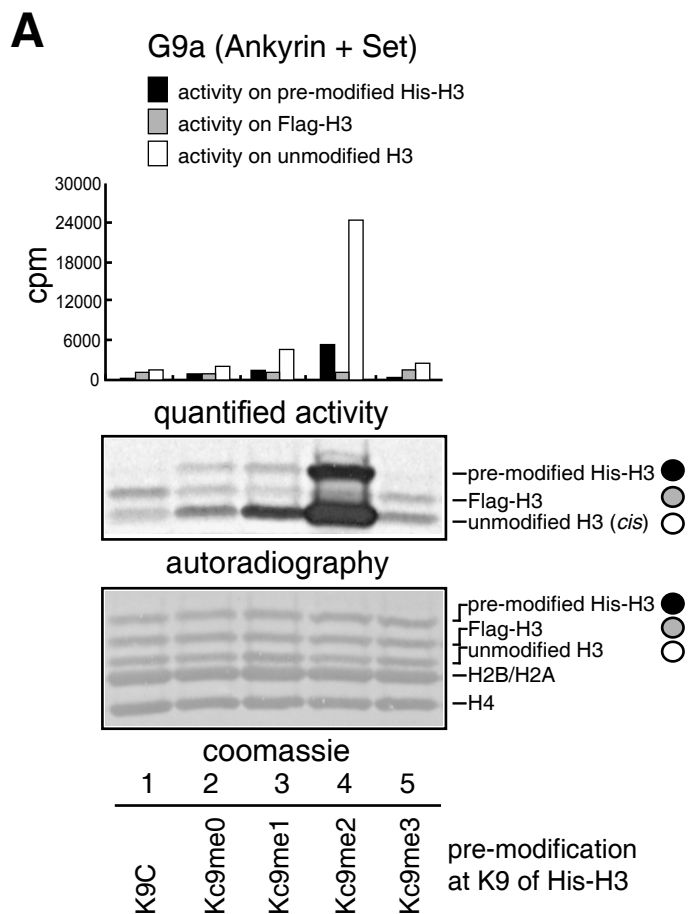 A
G9a (Ankyrin + Set)
activity on pre-modified His-H3
activity on Flag-H3
activity on unmodified H3
30000
24000
18000
12000
6000
0
cpm
quantified activity
pre-modified His-H3
Flag-H3
unmodified H3 (cis)
autoradiography
pre-modified His-H3
Flag-H3
unmodified H3
H2B/H2A
H4
coomassie
1 2 3 4 5
K9C Kc9me0 Kc9me1 Kc9me2 Kc9me3
pre-modification
at K9 of His-H3